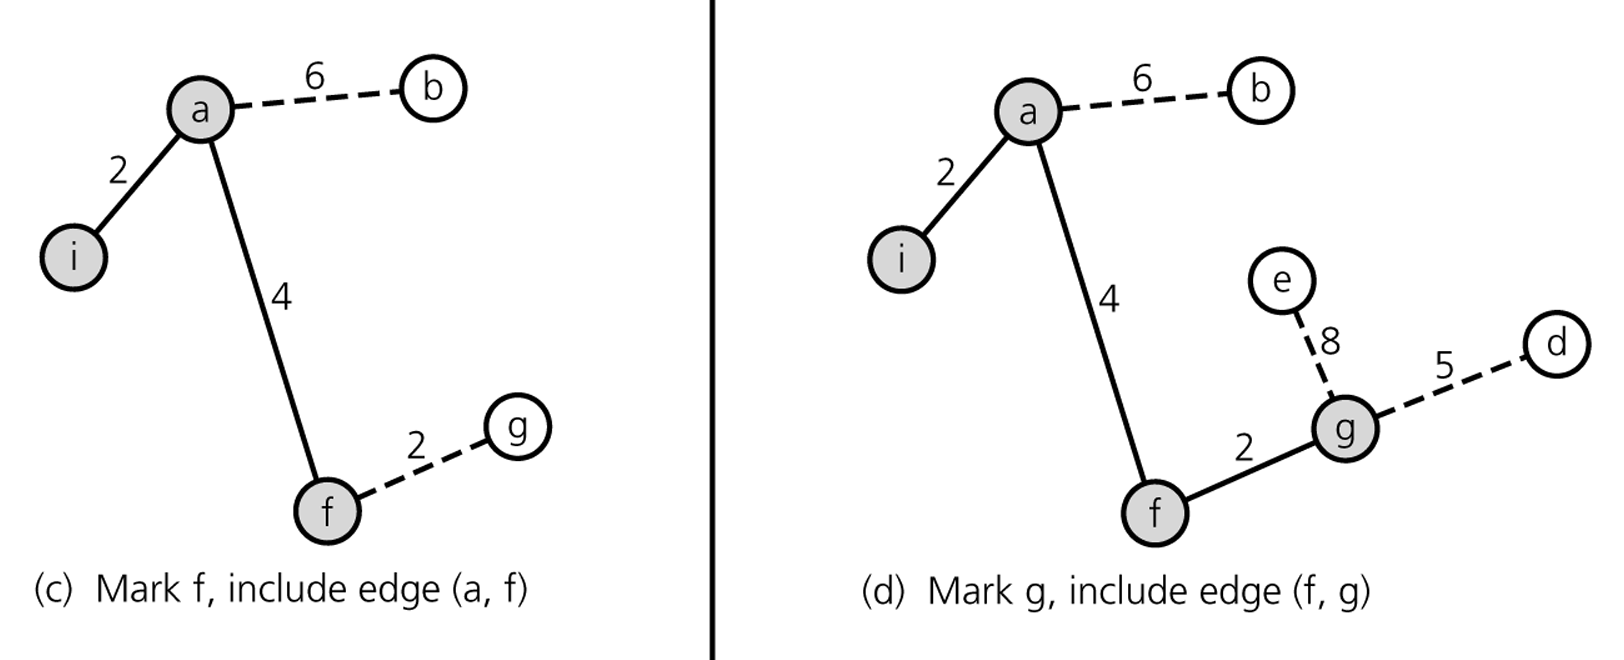 6
a
b
2
i
4
2
g
f
(c) Mark f, include edge (a, f)
6
a
b
2
i
e
4
8
5
d
2
g
f
(d) Mark g, include edge (f, g)